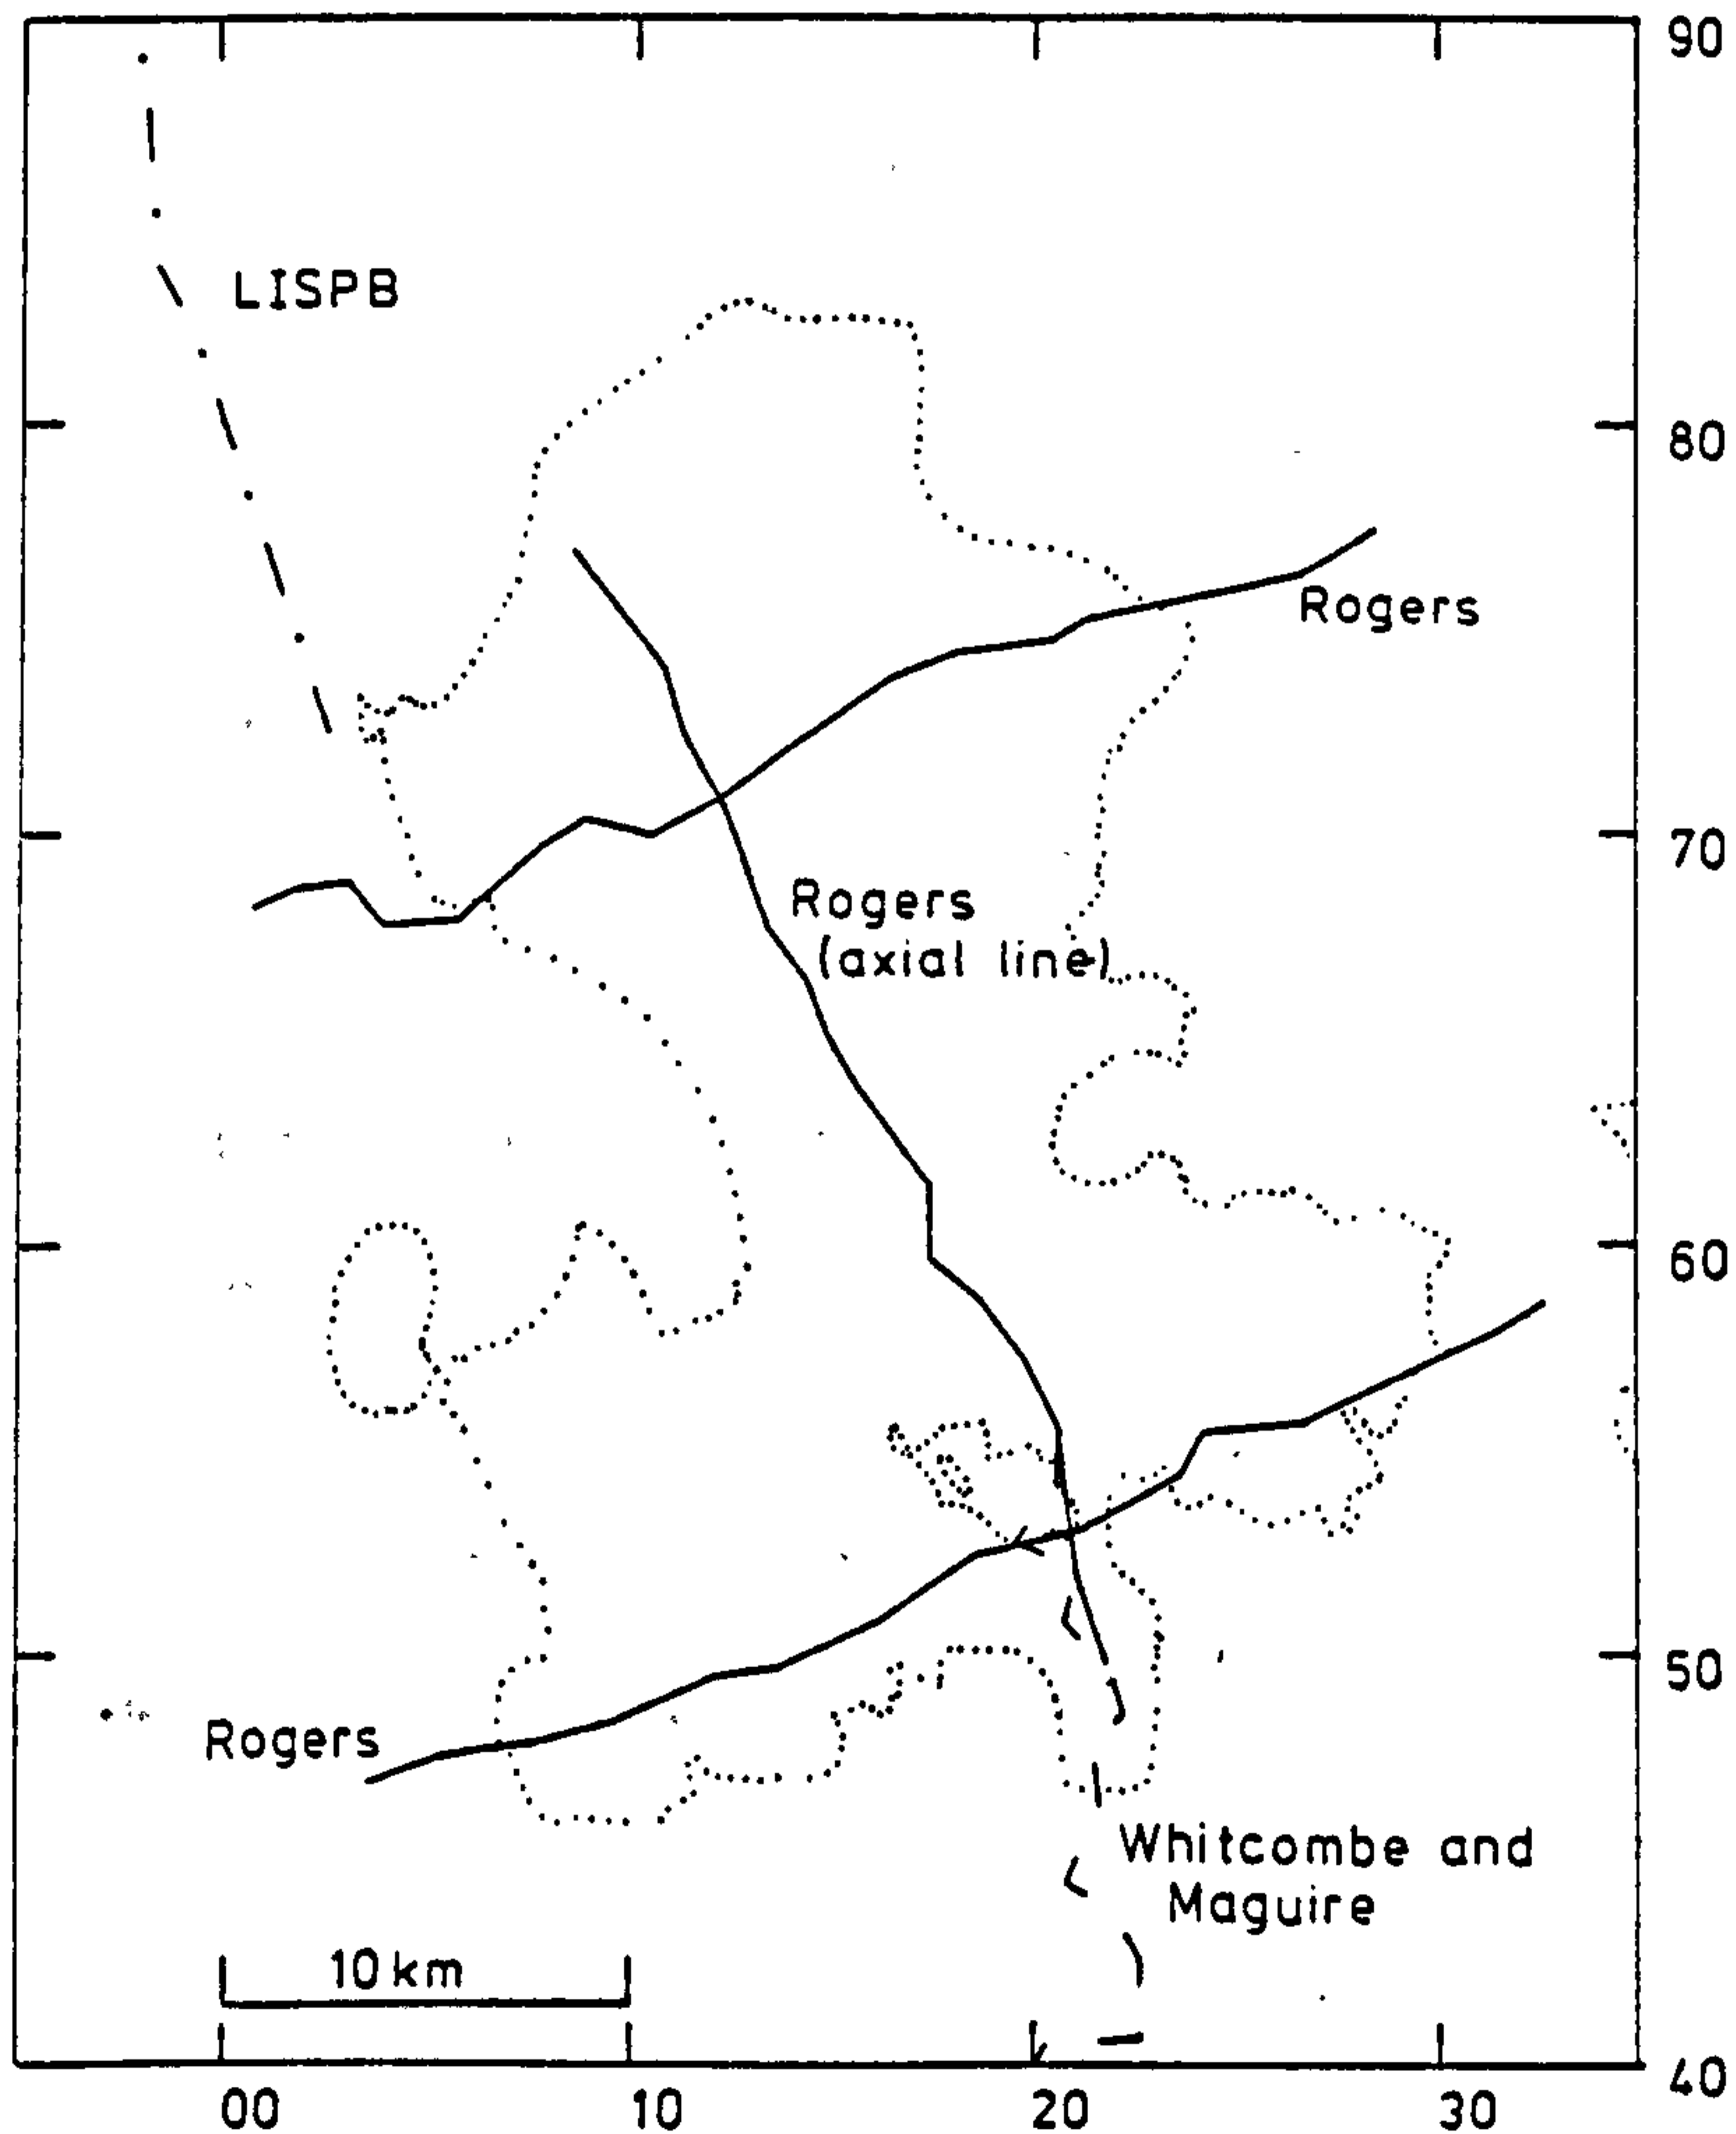 90
LISPB
80
Rogers
70
Rogers
(axial line)
60
50
Rogers
Whitcombe and
Maguire
10 km
40
00 10 20 30